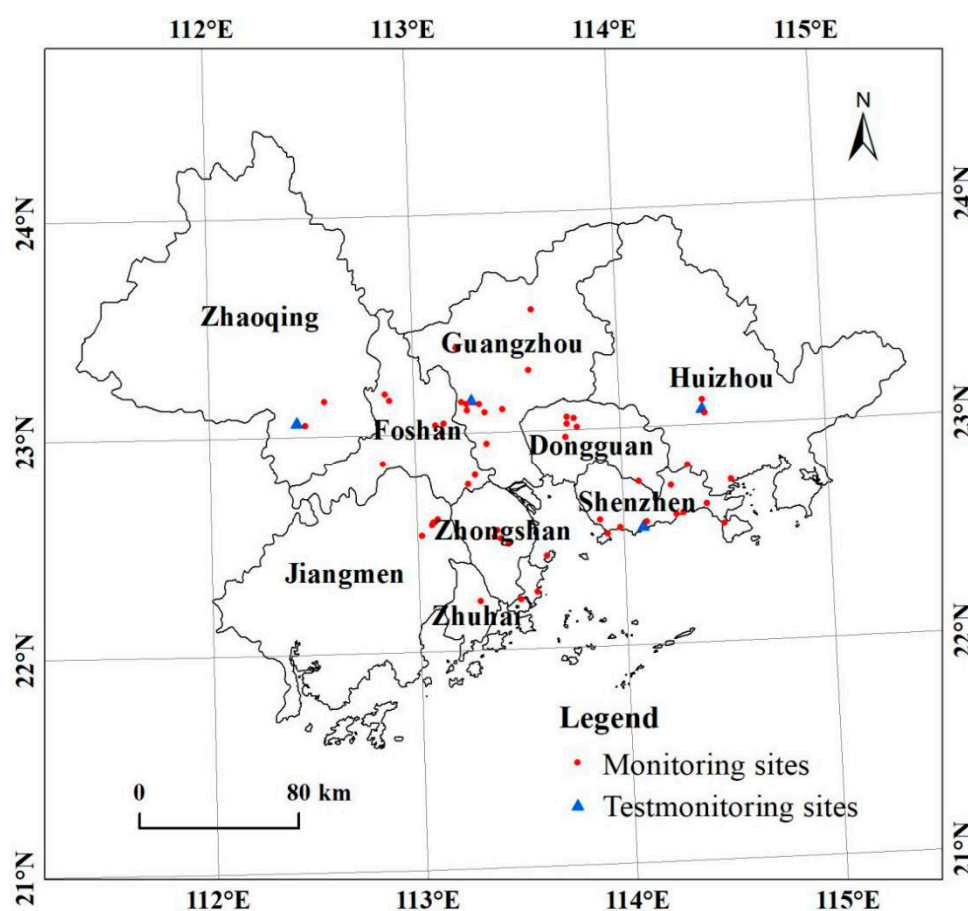 112°E 113°E 114°E 115°E
N
24°N 24°N
Zhaoqing
Guangzhou
Huizhou
23°N 23°N
Foshan
Dongguan
Shenzhen
Zhongshan
Jiangmen
Zhuhai
22°N 22°N
Legend
Monitoring sites
Testmonitoring sites
0 80 km
21°N 21°N
112°E 113°E 114°E 115°E